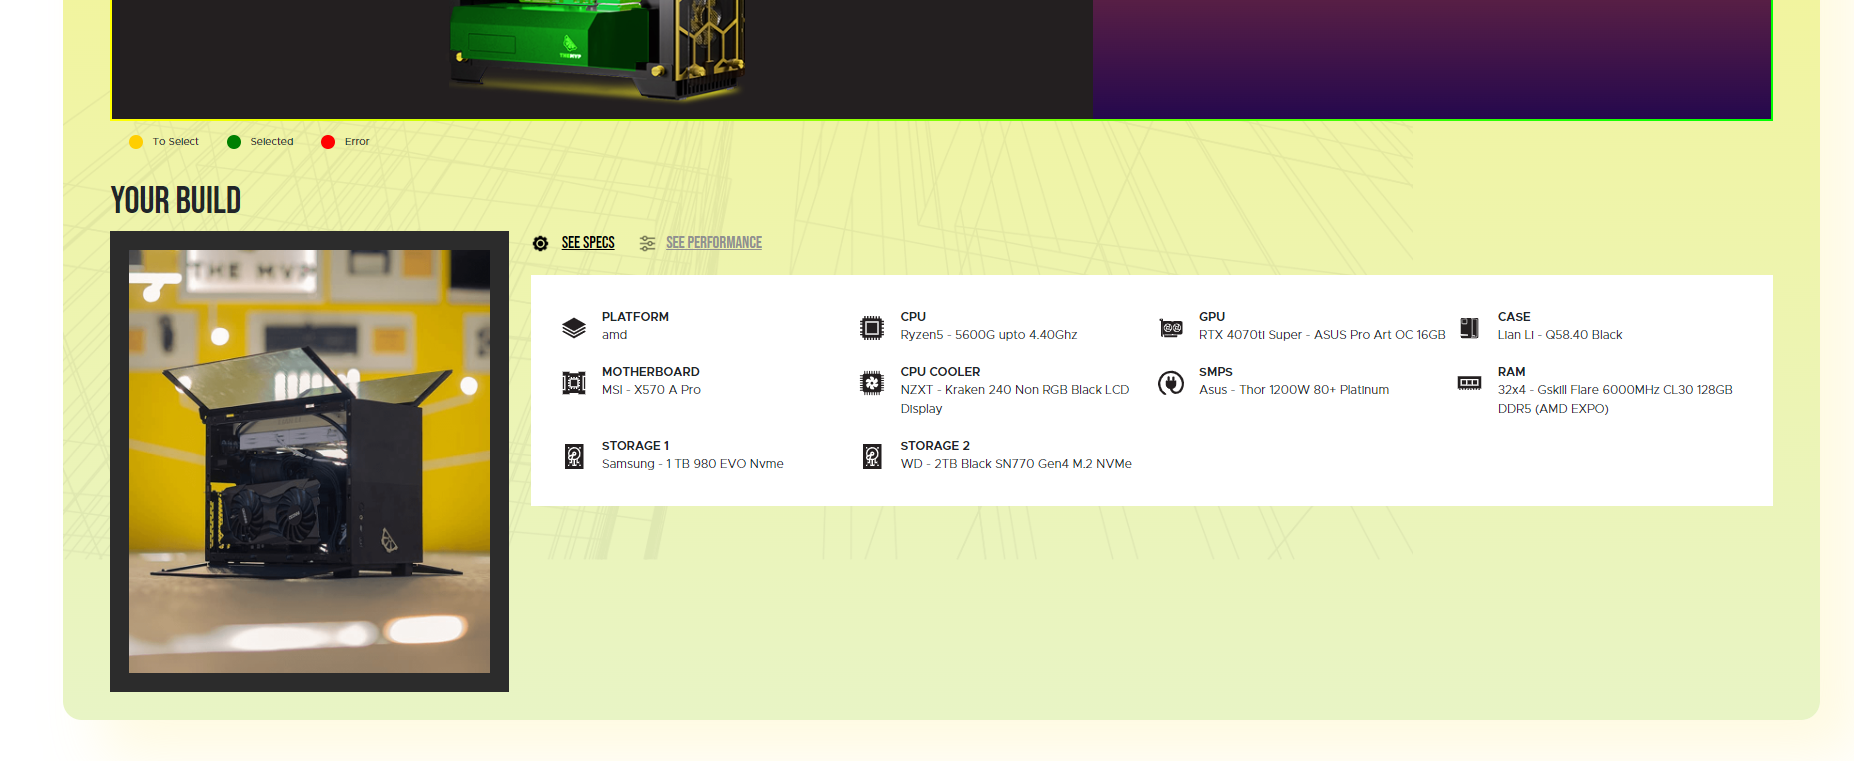 THEMVP
To Select
Selected
Error
YOUR BUILD
THE MVP
SEE SPECS
SEE PERFORMANCE
PLATFORM
amd
CPU
Ryzen5 - 5600G upto 4.40Ghz
GPU
RTX 4070ti Super - ASUS Pro Art OC 16GB
CASE
Lian Li - Q58.40 Black
MOTHERBOARD
MSI - X570 A Pro
CPU COOLER
NZXT - Kraken 240 Non RGB Black LCD
Display
SMPS
Asus - Thor 1200W 80+ Platinum
RAM
32x4 - Gskill Flare 6000MHz CL30 128GB
DDR5 (AMD EXPO)
STORAGE 1
Samsung - 1 TB 980 EVO Nvme
STORAGE 2
WD - 2TB Black SN770 Gen4 M.2 NVMe